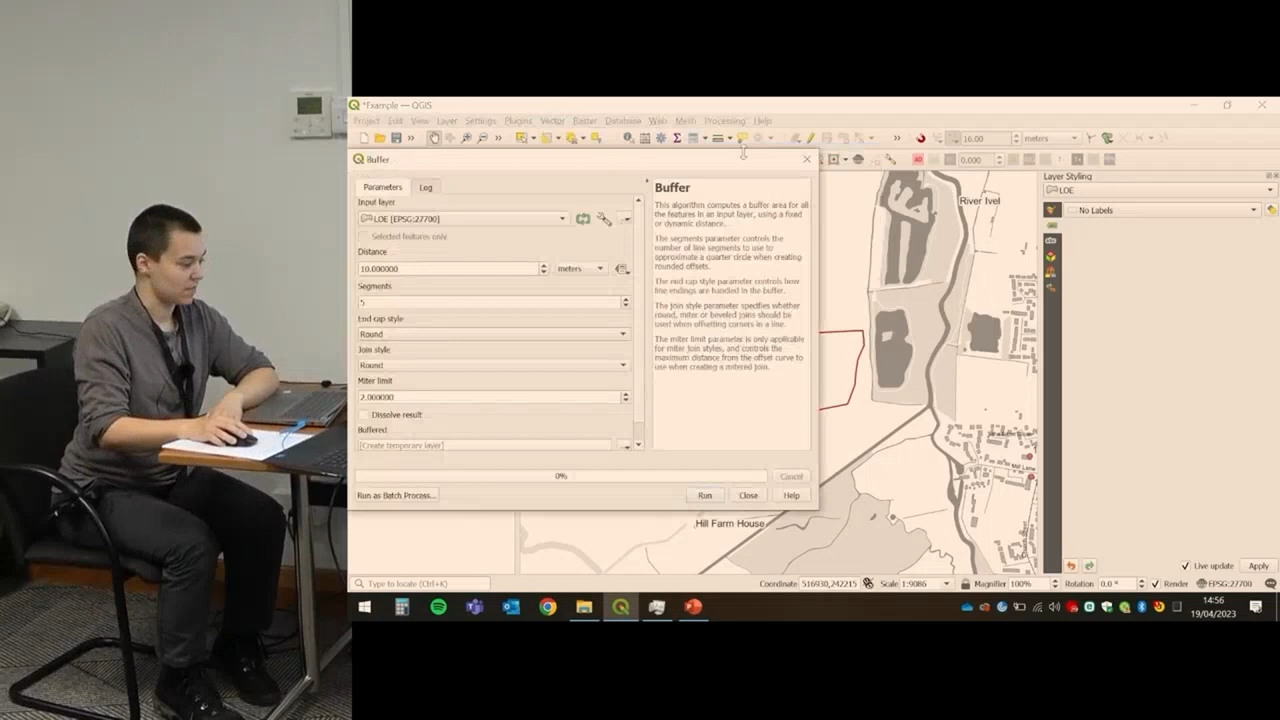 *Example — QGIS
Project Edit View Layer Settings Plugins Vector Raster Database Web Mesh Processing Help
16.00 meters
Buffer
0.000
Parameters Log
Input layer
LOE [EPSG:27700]
Selected features only
Distance
10.000000 meters
Segments
5
End cap style
Round
Join style
Round
Miter limit
2.000000
Dissolve result
Buffered
[Create temporary layer]
0% Cancel
Run as Batch Process... Run Close Help
Buffer
This algorithm computes a buffer area for all
the features in an input layer, using a fixed
or dynamic distance.
The segments parameter controls the
number of line segments to use to
approximate a quarter circle when creating
rounded offsets.
The end cap style parameter controls how
line endings are handled in the buffer.
The join style parameter specifies whether
round, miter or beveled joins should be
used when offsetting corners in a line.
The miter limit parameter is only applicable
for miter join styles, and controls the
maximum distance from the offset curve to
use when creating a mitered join.
River Ivel
Mill Lane
Hill Farm House
Layer Styling
LOE
No Labels
Live update Apply
Type to locate (Ctrl+K) Coordinate 516930,242215 Scale 1:9086 Magnifier 100% Rotation 0.0 ° Render EPSG:27700
14:56
19/04/2023